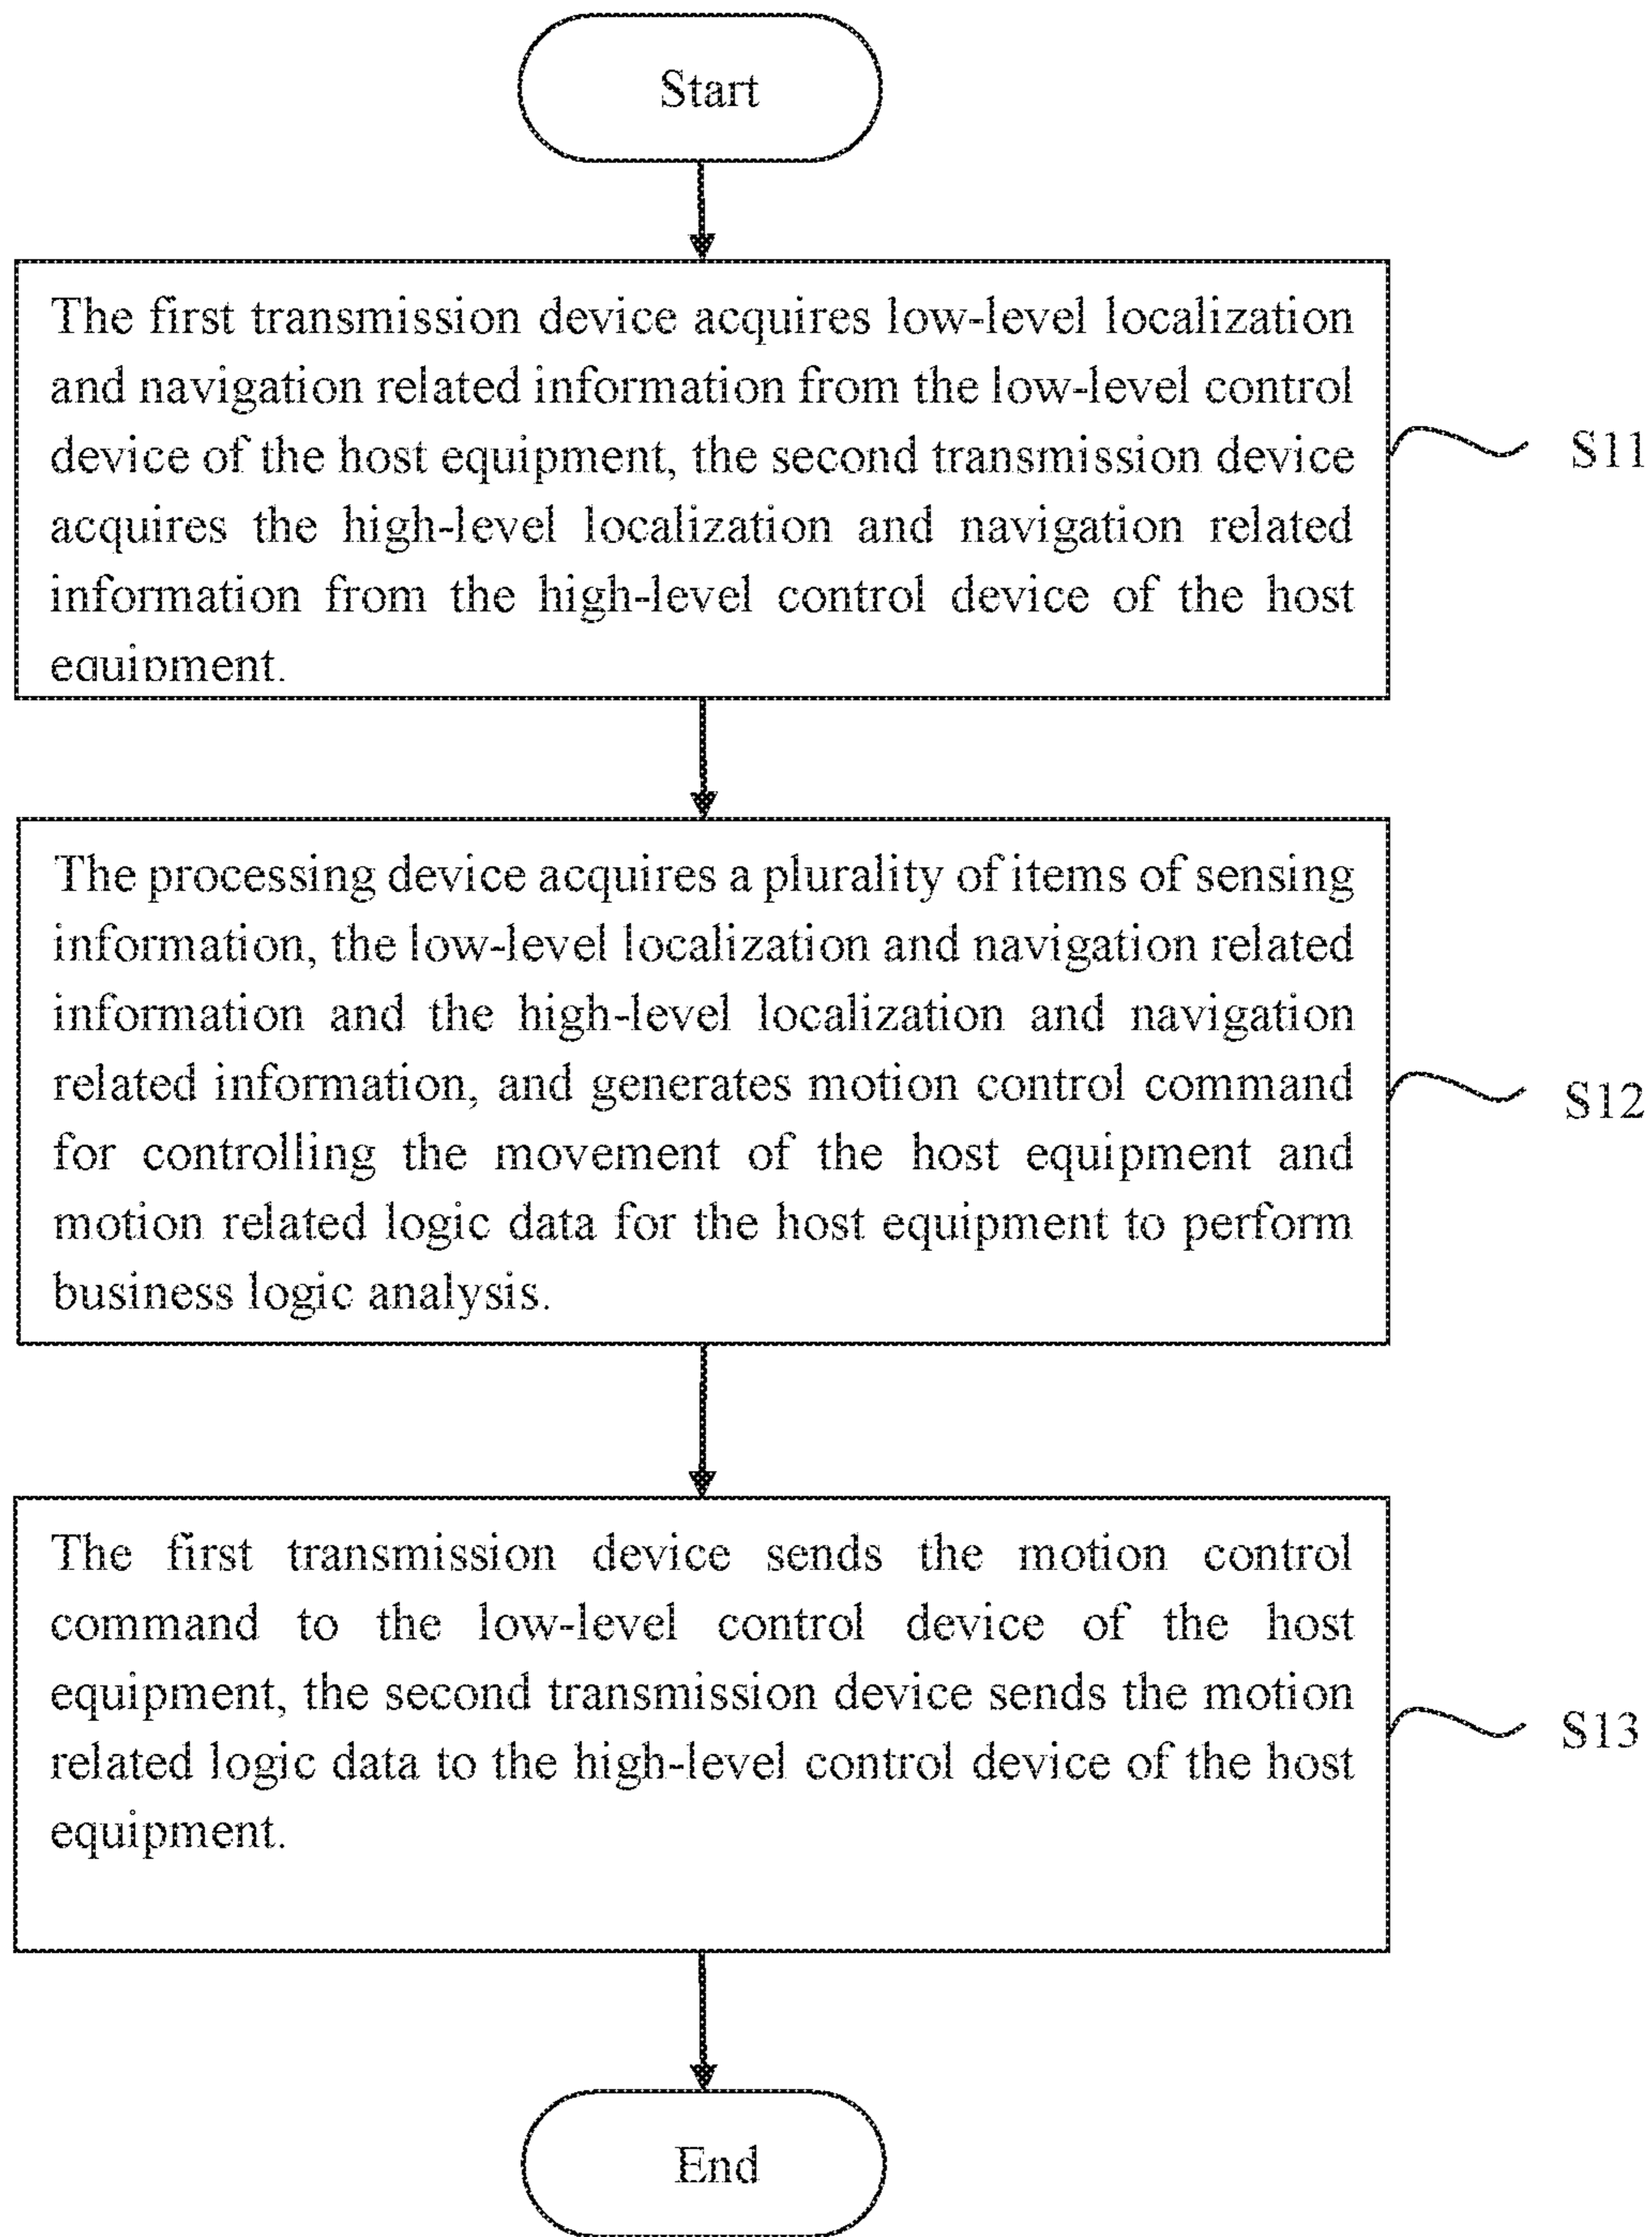 Start
The first transmission device acquires low-level localization
and navigation related information from the low-level control
device of the host equipment, the second transmission device
acquires the high-level localization and navigation related
information from the high-level control device of the host
equipment.
S11
The processing device acquires a plurality of items of sensing
information, the low-level localization and navigation related
information and the high-level localization and navigation
related information, and generates motion control command
for controlling the movement of the host equipment and
motion related logic data for the host equipment to perform
business logic analysis.
S12
The first transmission device sends the motion control
command to the low-level control device of the host
equipment, the second transmission device sends the motion
related logic data to the high-level control device of the host
equipment.
S13
End